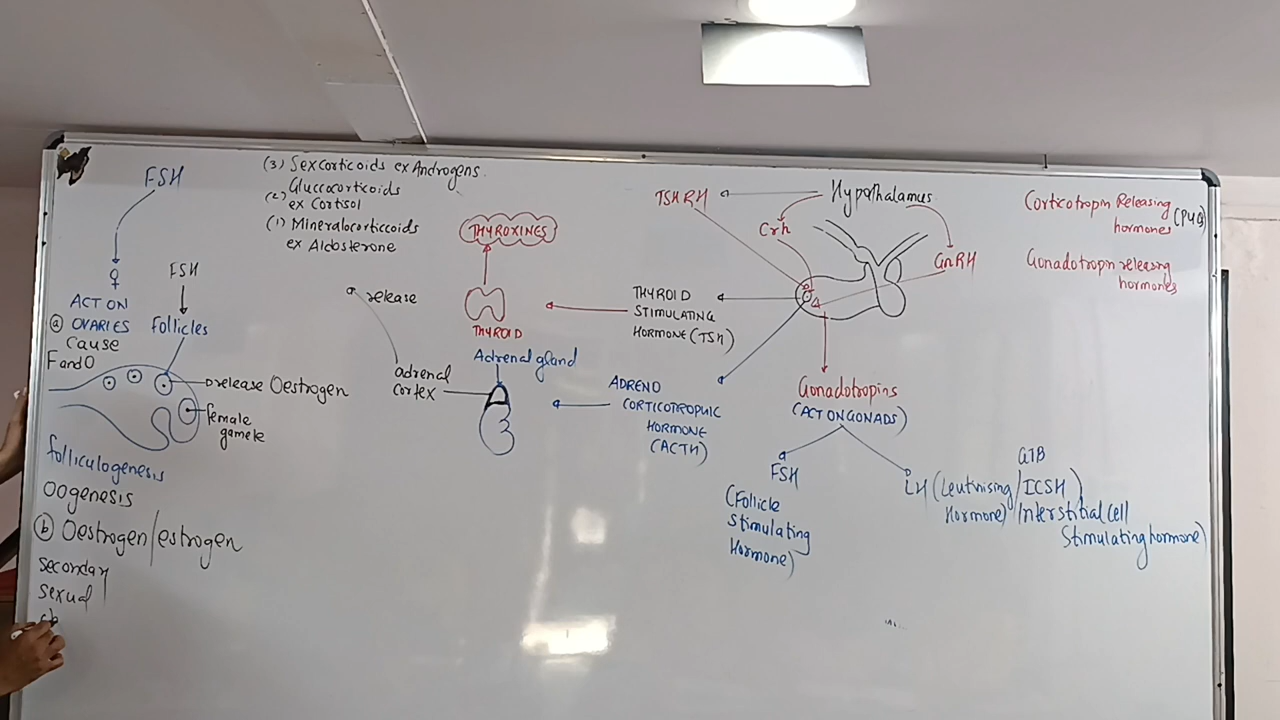 FSH
♀
ACT ON
(a) OVARIES
Cause
F and O
FSH
Follicles
release Oestrogen
female
gamete
folliculogenesis
Oogenesis
(b) Oestrogen/estrogen
secondary
sexual
(3) Sexcorticoids ex Androgens.
(2) Gluccocorticoids
ex Cortisol
(1) Mineralocorticcoids
ex Aldosterone
release
adrenal
cortex
THYROXINES
THYROID
Adrenal gland
TSHRH
Hypothalamus
Crh
GnRH
THYROID
STIMULATING
HORMONE (TSH)
ADRENO
CORTICOTROPHIC
HORMONE
(ACTH)
Gonadotropins
(ACT ON GONADS)
FSH
(Follicle
Stimulating
Hormone)
LH (Leutinising
Hormone)
/ICSH)
Interstitial cell
Stimulating hormone)
Corticotropin Releasing
hormones
Gonadotropin releasing
hormones